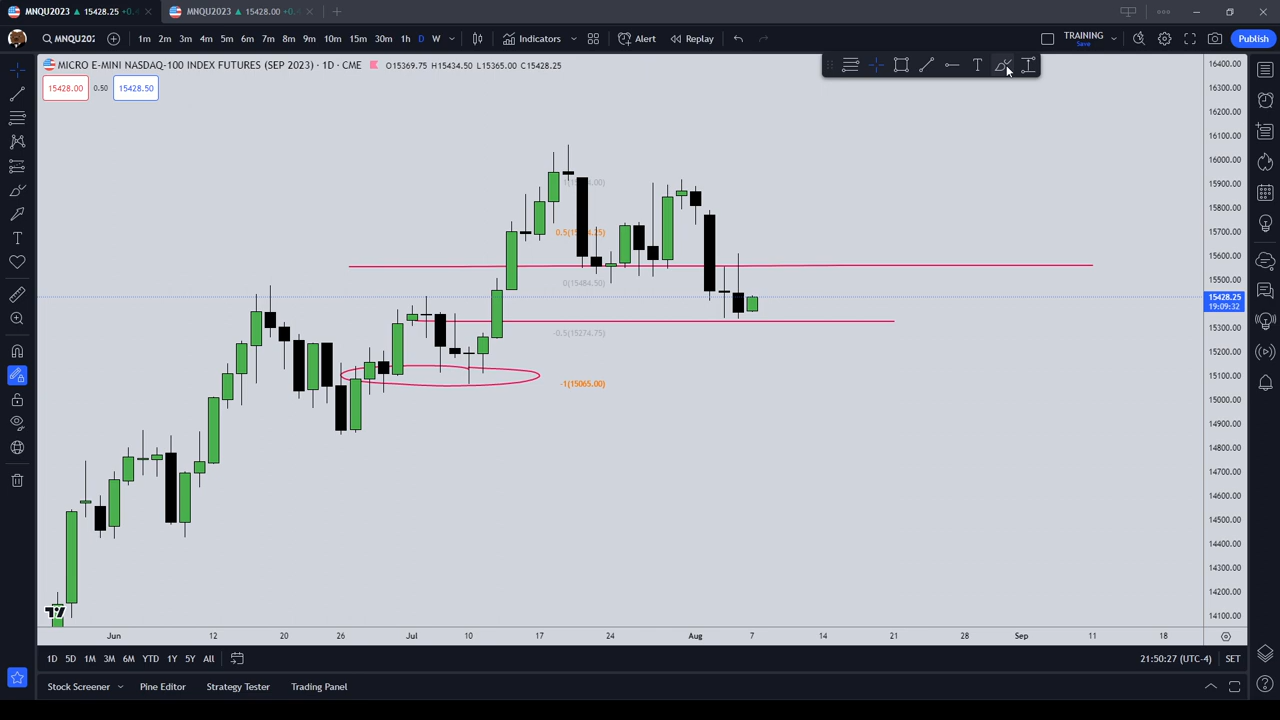 MNQU2023 ▲ 15428.25 +0.
MNQU2023 ▲ 15428.00 +0.
MNQU202
1m 2m 3m 4m 5m 6m 7m 8m 9m 10m 15m 30m 1h D W
Indicators
Alert
Replay
TRAINING
Save
Publish
MICRO E-MINI NASDAQ-100 INDEX FUTURES (SEP 2023) · 1D · CME
O15369.75 H15434.50 L15365.00 C15428.25
15428.00
0.50
15428.50
16400.00
16300.00
16200.00
16100.00
16000.00
15900.00
15800.00
15700.00
15600.00
15500.00
15428.25
19:09:32
15300.00
15200.00
15100.00
15000.00
14900.00
14800.00
14700.00
14600.00
14500.00
14400.00
14300.00
14200.00
14100.00
0(15484.50)
-0.5(15274.75)
-1(15065.00)
Jun 12 20 26 Jul 10 17 24 Aug 7 14 21 28 Sep 11 18
1D 5D 1M 3M 6M YTD 1Y 5Y All
21:50:27 (UTC-4)
SET
Stock Screener
Pine Editor
Strategy Tester
Trading Panel